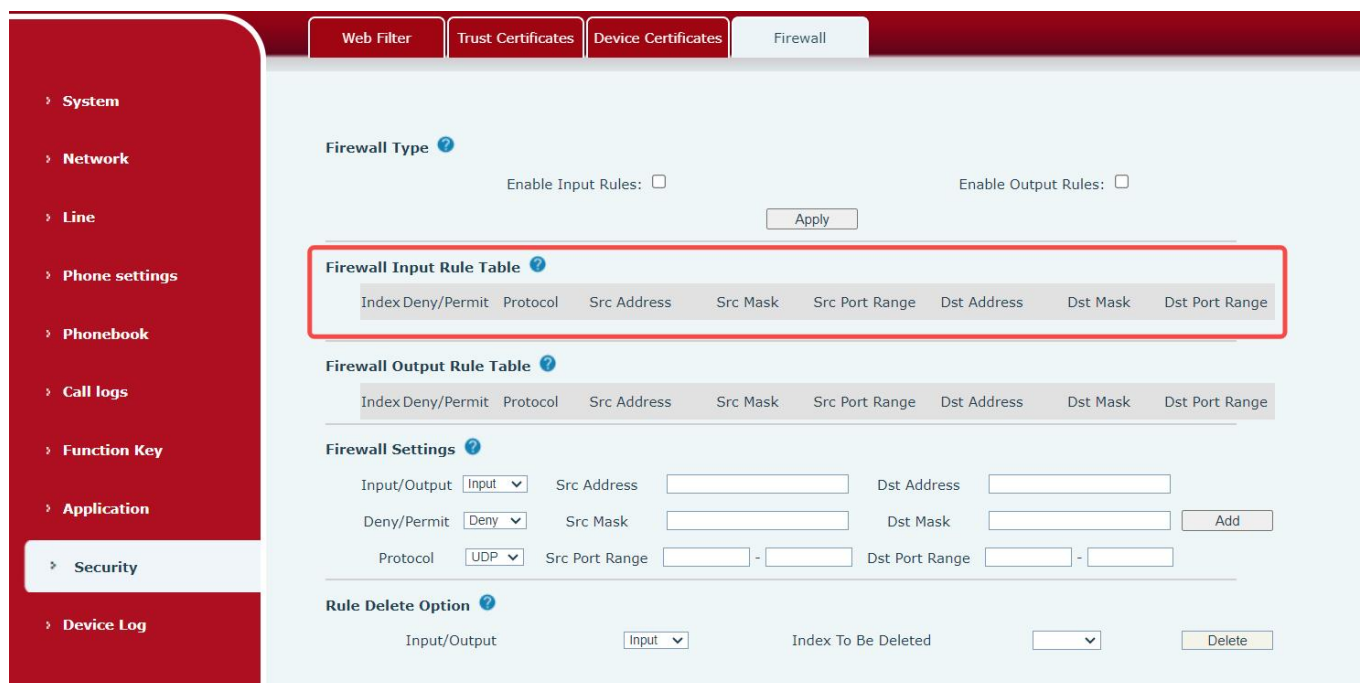 Web Filter Trust Certificates Device Certificates Firewall
System
Network
Line
Phone settings
Phonebook
Call logs
Function Key
Application
Security
Device Log
Firewall Type ?
Enable Input Rules: Enable Output Rules:
Apply
Firewall Input Rule Table ?
Index Deny/Permit Protocol Src Address Src Mask Src Port Range Dst Address Dst Mask Dst Port Range
Firewall Output Rule Table ?
Index Deny/Permit Protocol Src Address Src Mask Src Port Range Dst Address Dst Mask Dst Port Range
Firewall Settings ?
Input/Output Input Src Address Dst Address
Deny/Permit Deny Src Mask Dst Mask Add
Protocol UDP Src Port Range - Dst Port Range -
Rule Delete Option ?
Input/Output Input Index To Be Deleted Delete